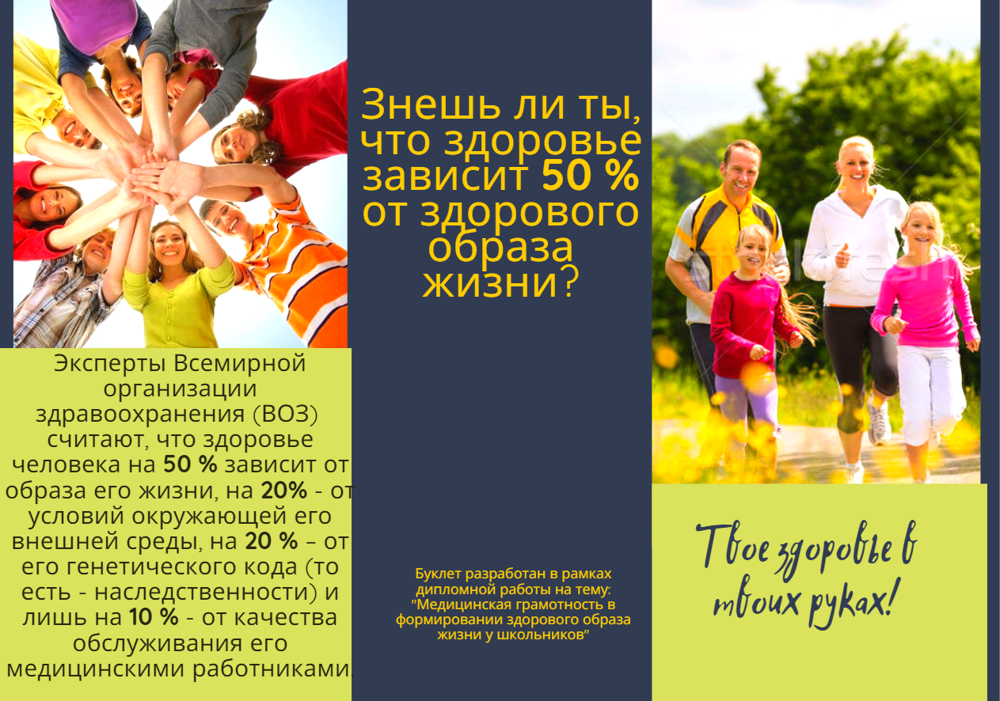 Эксперты Всемирной
организации
здравоохранения (ВОЗ)
считают, что здоровье
человека на 50 % зависит от
образа его жизни, на 20% - от
условий окружающей его
внешней среды, на 20 % – от
его генетического кода (то
есть - наследственности) и
лишь на 10 % - от качества
обслуживания его
медицинскими работниками.
Знешь ли ты,
что здоровье
зависит 50 %
от здорового
образа
жизни?
Буклет разработан в рамках
дипломной работы на тему:
"Медицинская грамотность в
формировании здорового образа
жизни у школьников"
Твое здоровье в
твоих руках!